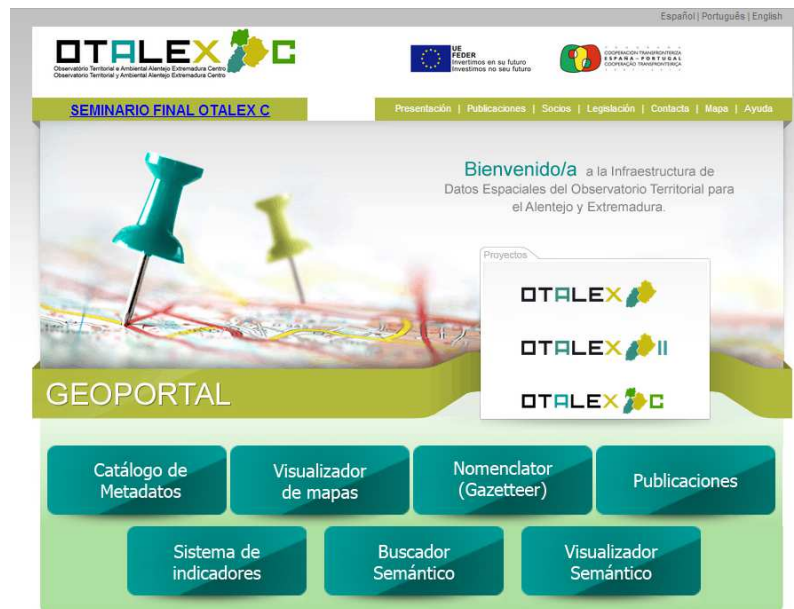 Español | Português | English
OTALEX C
Observatorio Territorial e Ambiental Alentejo Extremadura Centro
Observatorio Territorial y Ambiental Alentejo Extremadura Centro
UE
FEDER
Invertimos en su futuro
Investimos no seu futuro
COOPERACIÓN TRANSFRONTERIZA
ESPAÑA - PORTUGAL
COOPERAÇÃO TRANSFRONTEIRIÇA
SEMINARIO FINAL OTALEX C
Presentación | Publicaciones | Socios | Legislación | Contacta | Mapa | Ayuda
Bienvenido/a a la Infraestructura de
Datos Espaciales del Observatorio Territorial para
el Alentejo y Extremadura.
Proyectos
OTALEX
OTALEX II
OTALEX C
GEOPORTAL
Catálogo de
Metadatos
Visualizador
de mapas
Nomenclator
(Gazetteer)
Publicaciones
Sistema de
indicadores
Buscador
Semántico
Visualizador
Semántico